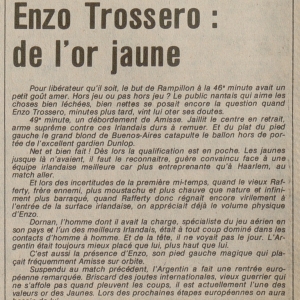 Enzo Trossero :
de l'or jaune
Pour libérateur qu'il soit, le but de Rampillon à la 46e minute avait un
petit goût amer. Hors jeu ou pas hors jeu ? Le public nantais qui aime les
choses bien léchées, bien nettes se posait encore la question quand
Enzo Trossero, minutes plus tard, vint lui ôter ses doutes.
49e minute, un débordement de Amisse. Jaillit le centre en retrait,
arme suprême contre ces Irlandais durs à remuer. Et du plat du pied
gauche le grand blond de Buenos-Aires catapulte le ballon hors de por-
tée de l'excellent gardien Dunlop.
Net et bien fait ! Dès lors la qualification est en poche. Les jaunes
jusque là n'avaient, il faut le reconnaître, guère convaincu face à une
équipe irlandaise meilleure car plus entreprenante qu'à Haarlem, au
match aller.
Et lors des incertitudes de la première mi-temps, quand le vieux Raf-
ferty, frère ennemi, plus moustachu et plus chauve que nature et infini-
ment plus barraqué, quand Rafferty donc régnait encore virilement à
l'entrée de la surface irlandaise, on appréciait déjà le volume physique
d'Enzo.
Dornan, l'homme dont il avait la charge, spécialiste du jeu aérien en
son pays et l'un des meilleurs Irlandais, était à tout coup dominé dans les
contacts d'homme à homme. Et de la tête, il ne voyait pas le jour. L'Ar-
gentin était toujours mieux placé que lui, plus haut que lui.
C'est aussi la présence d'Enzo, son pied gauche magique qui pla-
çait fréquemment Amisse sur orbite.
Suspendu au match précédent, l'Argentin a fait une rentrée euro-
péenne remarquée. Briscard des joutes internationales, vieux guerrier qui
ne s'affole pas quand pleuvent les coups, il est actuellement l'une des
valeurs sûres des Jaunes. Lors des prochaines étapes européennes on aura